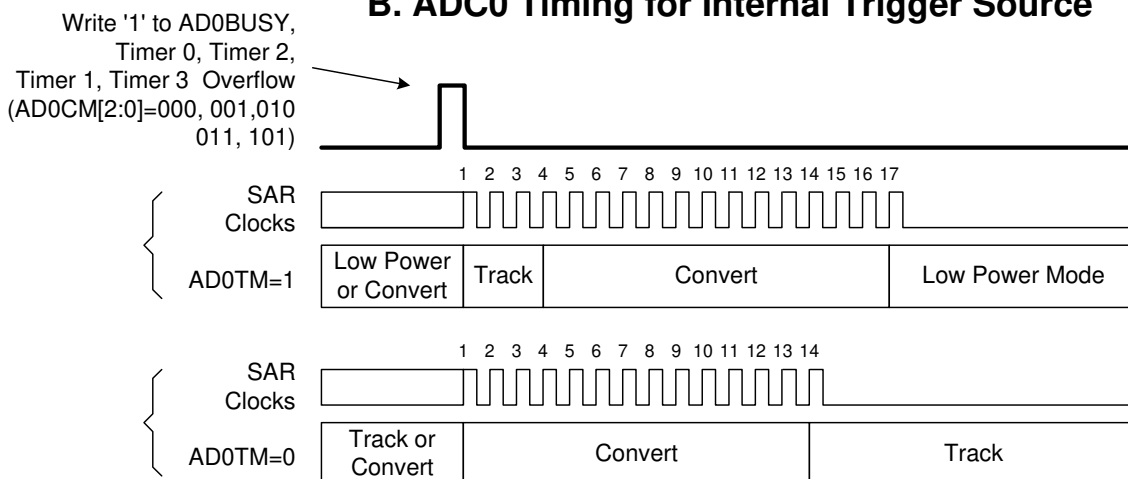 B. ADC0 Timing for Internal Trigger Source
Write '1' to AD0BUSY,
Timer 0, Timer 2,
Timer 1, Timer 3 Overflow
(AD0CM[2:0]=000, 001,010
011, 101)
1 2 3 4 5 6 7 8 9 10 11 12 13 14 15 16 17
SAR
Clocks
AD0TM=1
Low Power
or Convert
Track
Convert
Low Power Mode
1 2 3 4 5 6 7 8 9 10 11 12 13 14
SAR
Clocks
AD0TM=0
Track or
Convert
Convert
Track